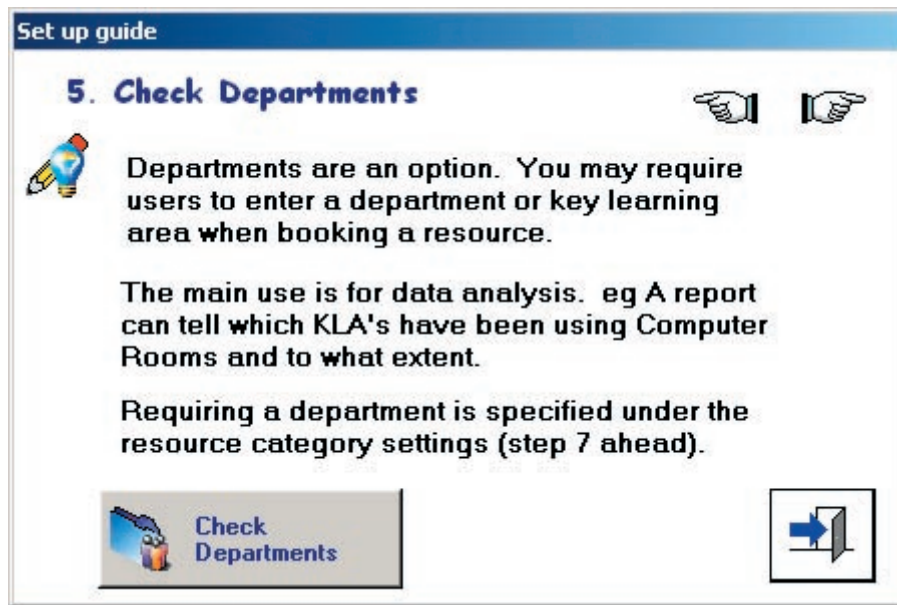 Set up guide
5. Check Departments
Departments are an option. You may require
users to enter a department or key learning
area when booking a resource.
The main use is for data analysis. eg A report
can tell which KLA's have been using Computer
Rooms and to what extent.
Requiring a department is specified under the
resource category settings (step 7 ahead).
Check
Departments